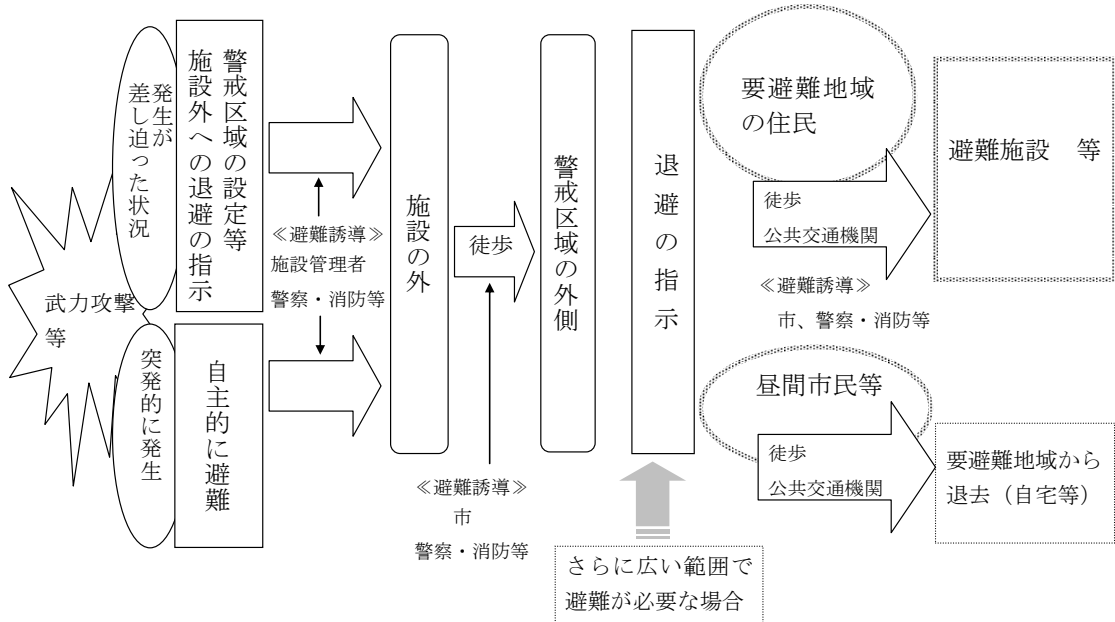 武力攻撃
等
発生が
差し迫った状況
警戒区域の設定等
施設外への退避の指示
≪避難誘導≫
施設管理者
警察・消防等
突発的に発生
自主的に避難
施設の外
徒歩
≪避難誘導≫
市
警察・消防等
警戒区域の外側
退避の指示
さらに広い範囲で
避難が必要な場合
要避難地域
の住民
徒歩
公共交通機関
≪避難誘導≫
市、警察・消防等
避難施設　等
昼間市民等
徒歩
公共交通機関
要避難地域から
退去（自宅等）